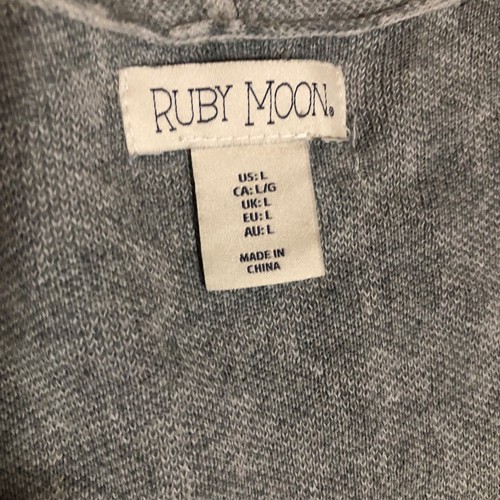 RUBY MOON®
US: L
CA: L/G
UK: L
EU: L
AU: L
MADE IN
CHINA